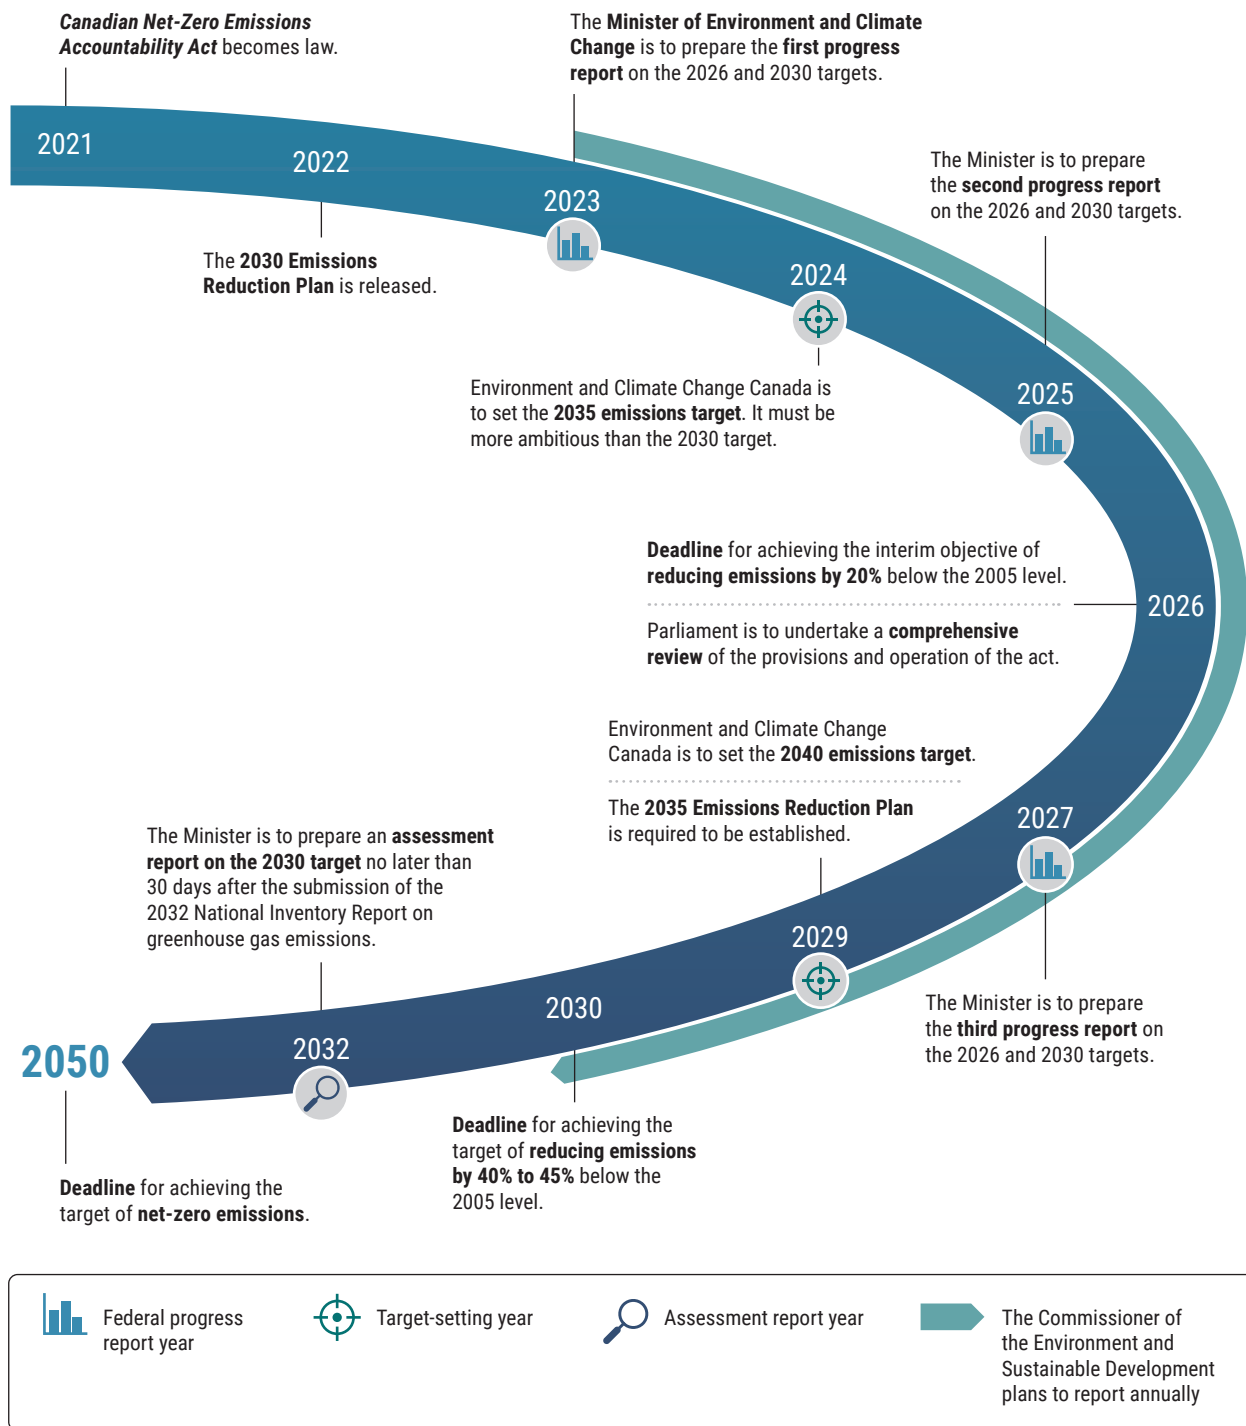 Canadian Net-Zero Emissions
Accountability Act becomes law.
The Minister of Environment and Climate
Change is to prepare the first progress
report on the 2026 and 2030 targets.
2021
2022
The 2030 Emissions
Reduction Plan is released.
2023
The Minister is to prepare
the second progress report
on the 2026 and 2030 targets.
2024
Environment and Climate Change Canada is
to set the 2035 emissions target. It must be
more ambitious than the 2030 target.
2025
Deadline for achieving the interim objective of
reducing emissions by 20% below the 2005 level.
2026
Parliament is to undertake a comprehensive
review of the provisions and operation of the act.
Environment and Climate Change
Canada is to set the 2040 emissions target.
The 2035 Emissions Reduction Plan
is required to be established.
2027
The Minister is to prepare
the third progress report on
the 2026 and 2030 targets.
2029
The Minister is to prepare an assessment
report on the 2030 target no later than
30 days after the submission of the
2032 National Inventory Report on
greenhouse gas emissions.
2030
2032
2050
Deadline for achieving the
target of reducing emissions
by 40% to 45% below the
2005 level.
Deadline for achieving the
target of net-zero emissions.
Federal progress
report year
Target-setting year
Assessment report year
The Commissioner of
the Environment and
Sustainable Development
plans to report annually